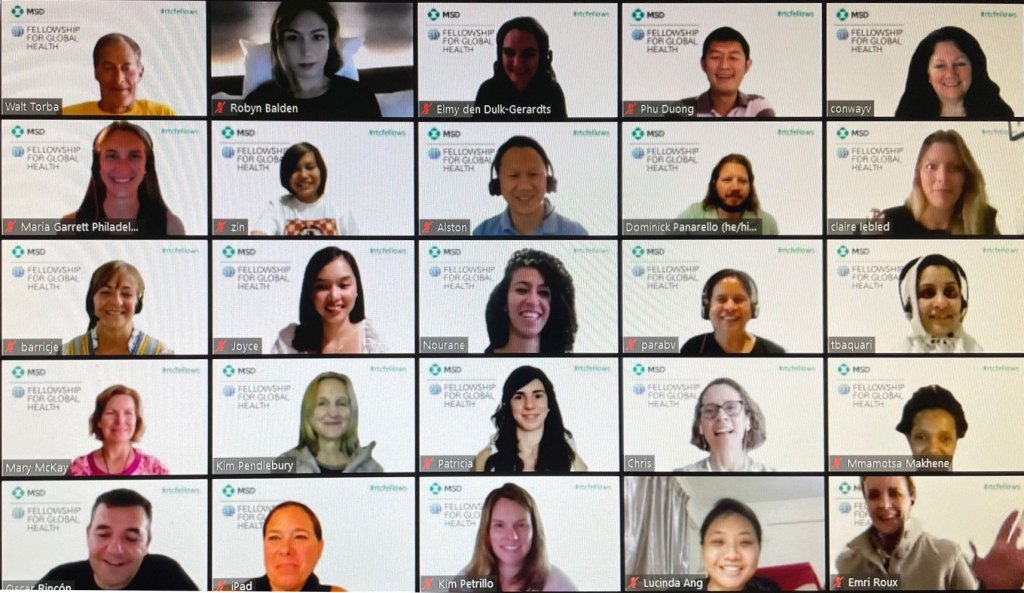 MSD #rtcfellows
FELLOWSHIP
FOR GLOBAL
HEALTH
Walt Torba
Robyn Balden
MSD #rtcfellows
FELLOWSHIP
FOR GLOBAL
HEALTH
Elmy den Dulk-Gerardts
MSD #rtcfellows
FELLOWSHIP
FOR GLOBAL
HEALTH
Phu Duong
MSD #rtcfellows
FELLOWSHIP
FOR GLOBAL
HEALTH
conwayv
MSD #rtcfellows
FELLOWSHIP
FOR GLOBAL
HEALTH
Maria Garrett Philadel...
MSD #rtcfellows
FELLOWSHIP
FOR GLOBAL
HEALTH
zin
MSD #rtcfellows
FELLOWSHIP
FOR GLOBAL
HEALTH
Alston
MSD #rtcfellows
FELLOWSHIP
FOR GLOBAL
HEALTH
Dominick Panarello (he/hi...
MSD #rtcfellows
FELLOWSHIP
FOR GLOBAL
HEALTH
claire lebled
MSD #rtcfellows
FELLOWSHIP
FOR GLOBAL
HEALTH
barricje
MSD #rtcfellows
FELLOWSHIP
FOR GLOBAL
HEALTH
Joyce
MSD #rtcfellows
FELLOWSHIP
FOR GLOBAL
HEALTH
Nourane
MSD #rtcfellows
FELLOWSHIP
FOR GLOBAL
HEALTH
parabv
MSD #rtcfellows
FELLOWSHIP
FOR GLOBAL
HEALTH
tbaquari
MSD #rtcfellows
FELLOWSHIP
FOR GLOBAL
HEALTH
Mary McKay
MSD #rtcfellows
FELLOWSHIP
FOR GLOBAL
HEALTH
Kim Pendlebury
MSD #rtcfellows
FELLOWSHIP
FOR GLOBAL
HEALTH
Patricia
MSD #rtcfellows
FELLOWSHIP
FOR GLOBAL
HEALTH
Chris
MSD #rtcfellows
FELLOWSHIP
FOR GLOBAL
HEALTH
Mmamotsa Makhene
MSD #rtcfellows
FELLOWSHIP
FOR GLOBAL
HEALTH
Oscar Rincón
MSD #rtcfellows
FELLOWSHIP
FOR GLOBAL
HEALTH
iPad
MSD #rtcfellows
FELLOWS
FOR GLO
HEALTH
Kim Petrillo
Lucinda Ang
#rtcfellows
Emri Roux